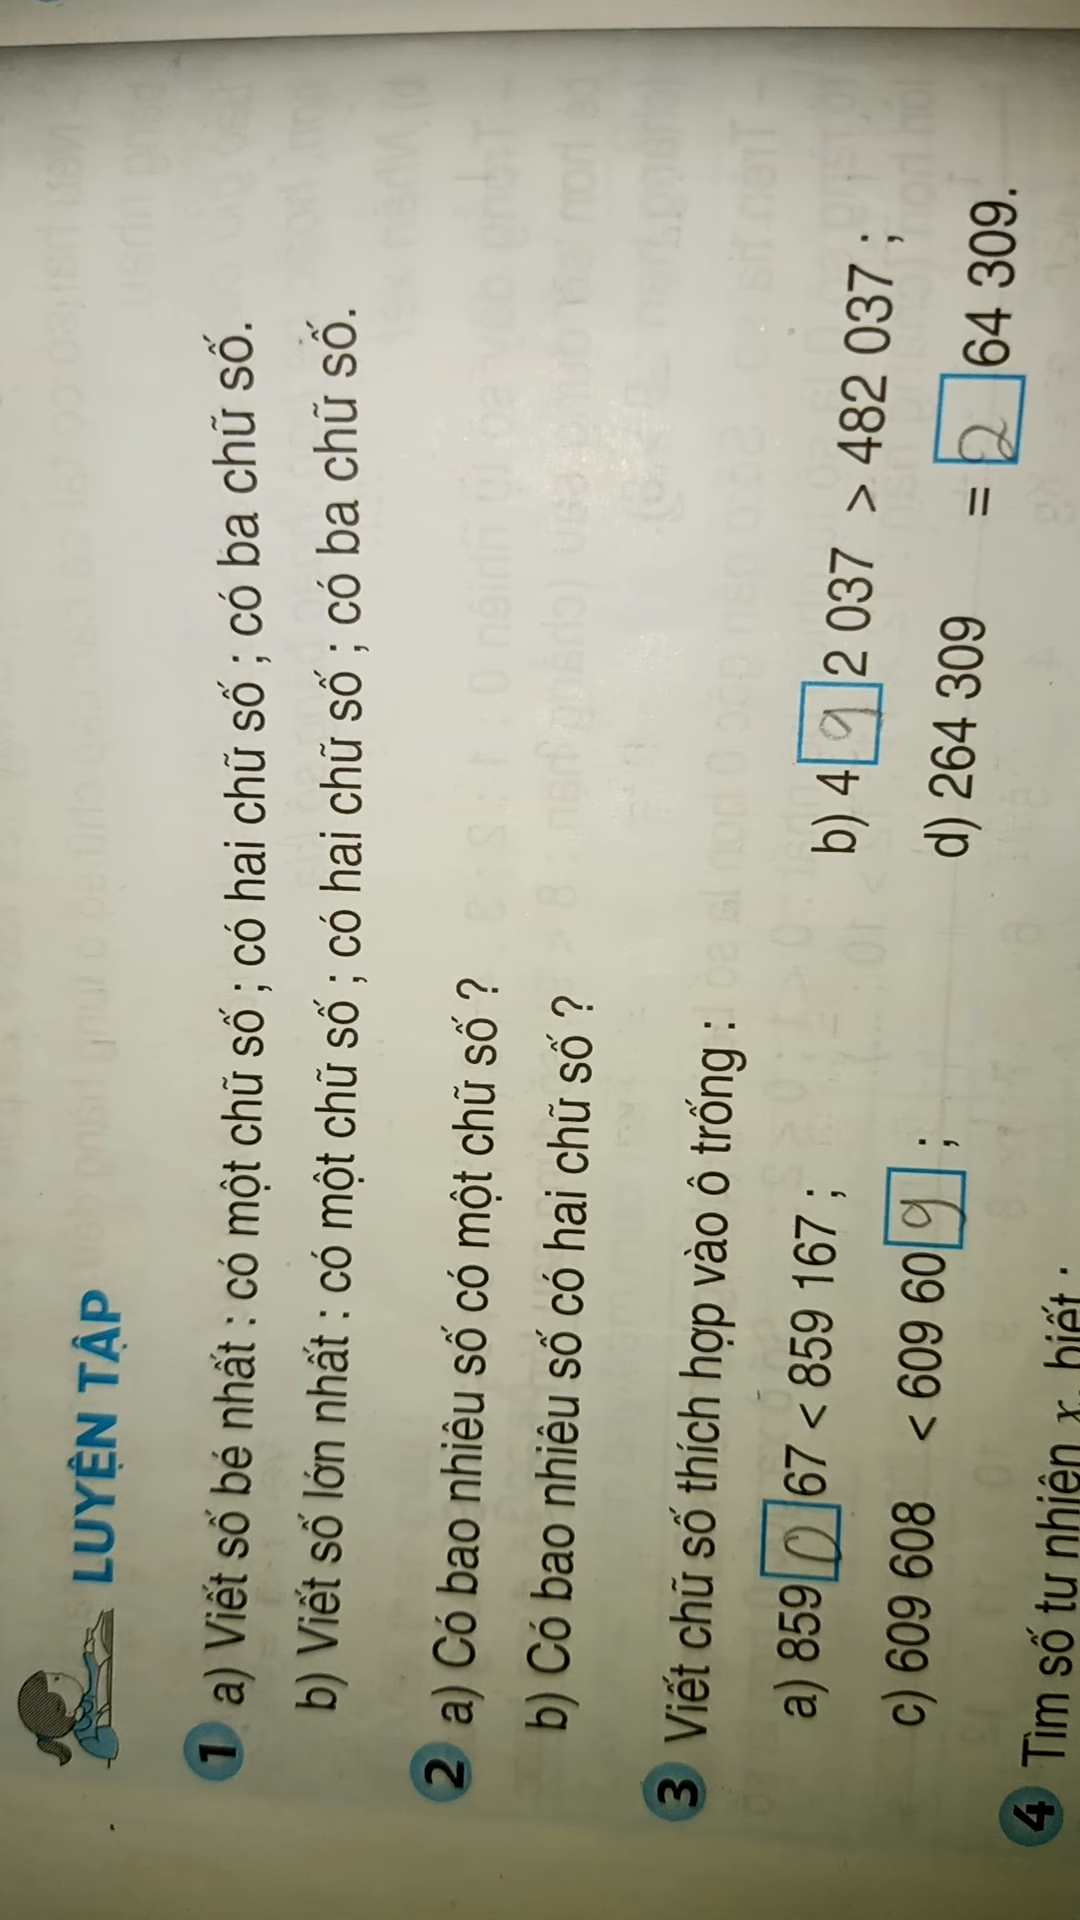 LUYỆN TẬP
1 a) Viết số bé nhất : có một chữ số ; có hai chữ số ; có ba chữ số.
b) Viết số lớn nhất : có một chữ số ; có hai chữ số ; có ba chữ số.
2 a) Có bao nhiêu số có một chữ số ?
b) Có bao nhiêu số có hai chữ số ?
3 Viết chữ số thích hợp vào ô trống :
a) 859 0 67 < 859 167 ; b) 4 9 2 037 > 482 037 ;
c) 609 608 < 609 60 9 ; d) 264 309 = 2 64 309.
4 Tìm số tự nhiên x, biết :